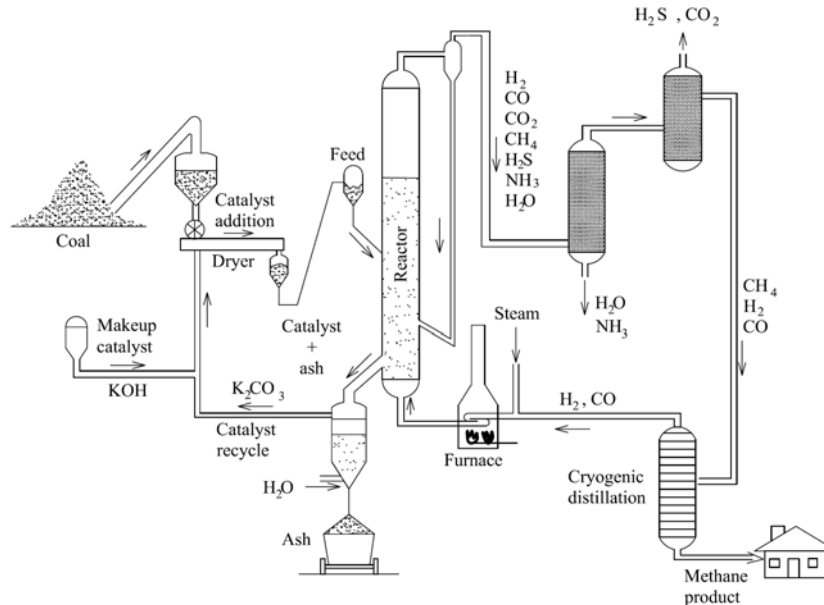 H2S , CO2
H2
CO
CO2
CH4
H2S
NH3
H2O
Feed
Catalyst
addition
Coal
Dryer
Reactor
Makeup
catalyst
KOH
Catalyst
+
ash
Steam
H2O
NH3
CH4
H2
CO
K2CO3
Catalyst
recycle
H2, CO
Furnace
Cryogenic
distillation
H2O
Ash
Methane
product